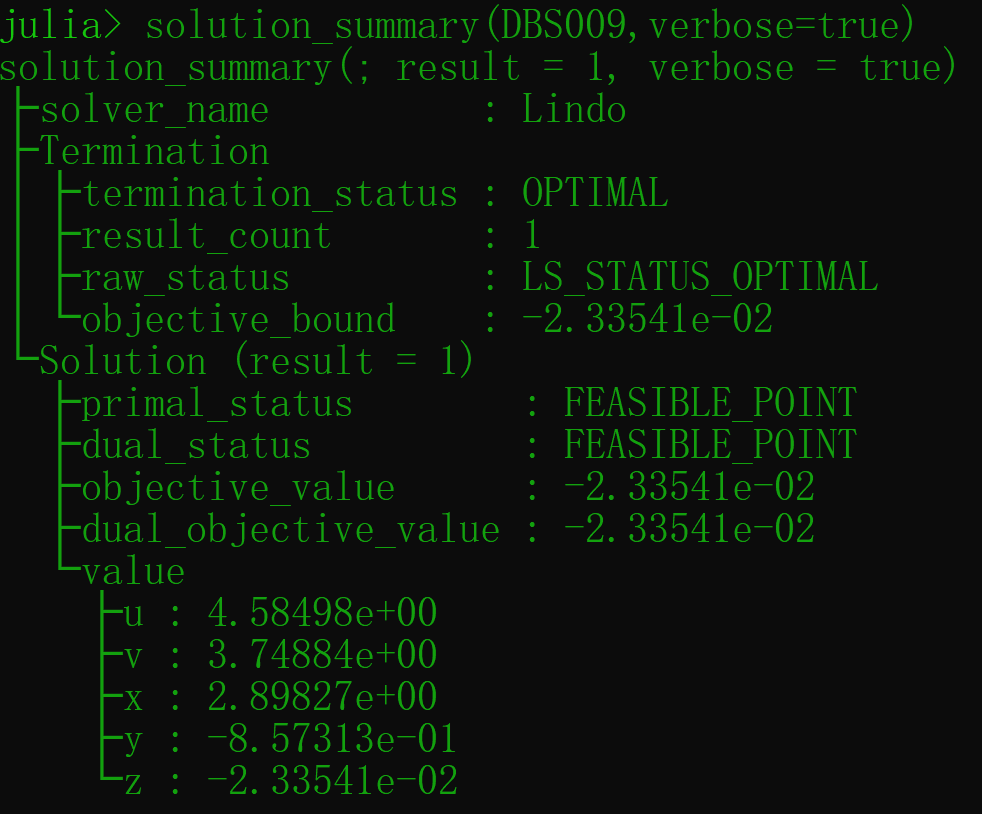 julia> solution_summary(DBS009,verbose=true)
solution_summary(; result = 1, verbose = true)
├─solver_name          : Lindo
├─Termination
│ ├─termination_status : OPTIMAL
│ ├─result_count       : 1
│ ├─raw_status         : LS_STATUS_OPTIMAL
│ └─objective_bound    : -2.33541e-02
└─Solution (result = 1)
  ├─primal_status        : FEASIBLE_POINT
  ├─dual_status          : FEASIBLE_POINT
  ├─objective_value      : -2.33541e-02
  ├─dual_objective_value : -2.33541e-02
  └─value
    ├─u : 4.58498e+00
    ├─v : 3.74884e+00
    ├─x : 2.89827e+00
    ├─y : -8.57313e-01
    └─z : -2.33541e-02